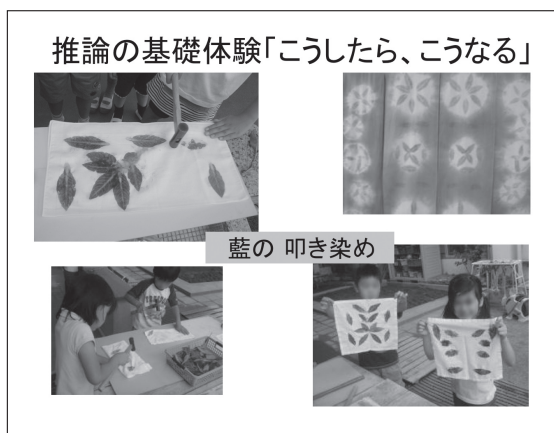 推論の基礎体験「こうしたら、こうなる」
藍の 叩き染め